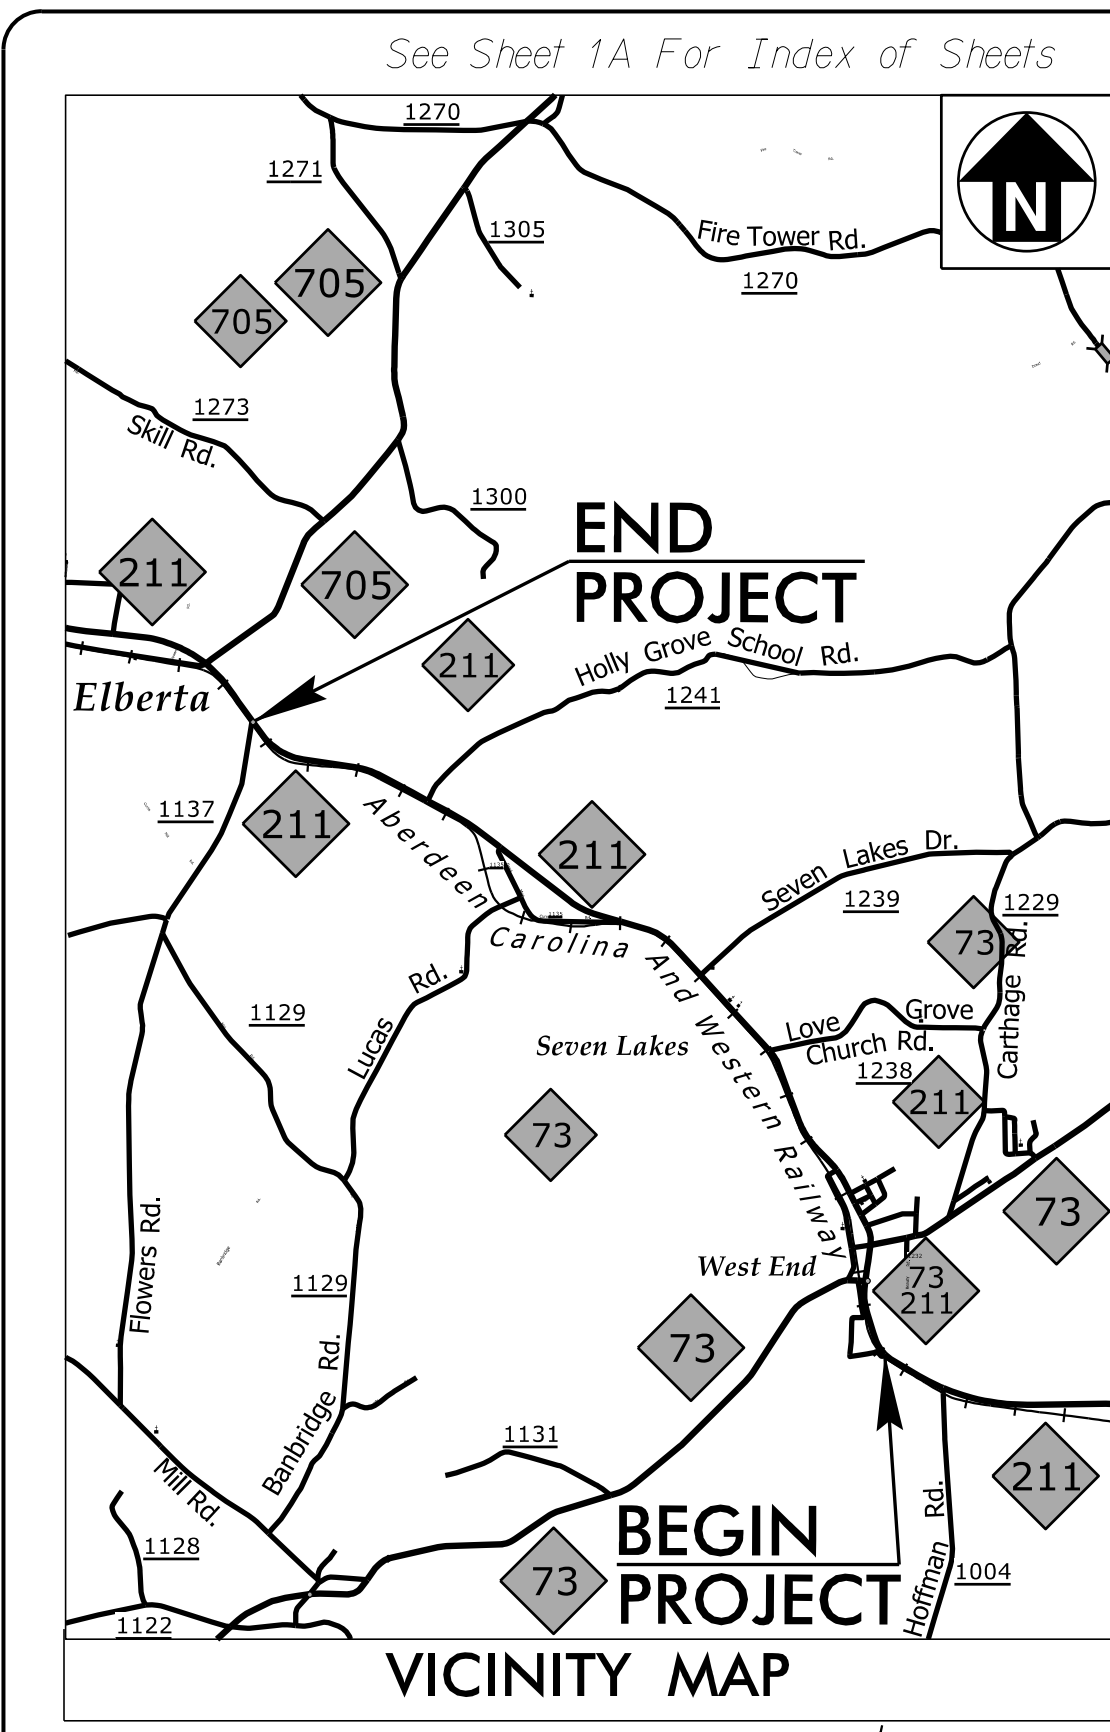 See Sheet 1A For Index of Sheets
1270
N
1271
1305
Fire Tower Rd.
1270
705
705
1273
Skill Rd.
1300
END
PROJECT
211
705
211
Holly Grove School Rd.
1241
Elberta
1137
211
Aberdeen
211
Seven Lakes Dr.
1239
1229
1135
1135
73
Carolina
And Western Railway
Lucas Rd.
1129
Seven Lakes
Love Grove
Church Rd.
1238
Carthage Rd.
211
73
73
Flowers Rd.
1232
West End
73
211
1129
73
Banbridge Rd.
1131
211
Mill Rd.
BEGIN
PROJECT
Hoffman Rd.
1128
73
1004
1122
VICINITY MAP